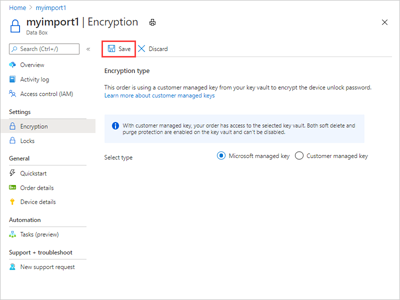 Home > myimport1
myimport1 | Encryption
Data Box
Search (Ctrl+/)
Save
Discard
Overview
Activity log
Access control (IAM)
Settings
Encryption
Locks
General
Quickstart
Order details
Device details
Automation
Tasks (preview)
Support + troubleshoot
New support request
Encryption type
This order is using a customer managed key from your key vault to encrypt the device unlock password.
Learn more about customer managed keys
With customer managed key, your order has access to the selected key vault. Both soft delete and
purge protection are enabled on the key vault and can't be disabled.
Select type
Microsoft managed key
Customer managed key